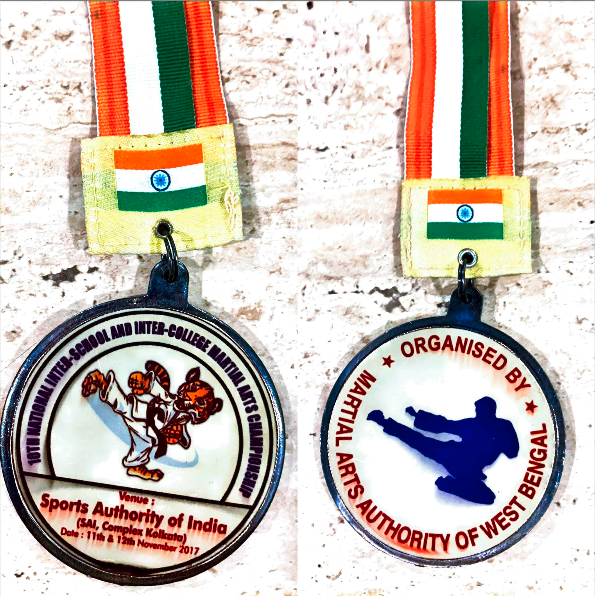 10TH NATIONAL INTER-SCHOOL AND INTER-COLLEGE MARTIAL ARTS CHAMPIONSHIP
Venue :
Sports Authority of India
(SAI, Complex Kolkata)
Date : 11th & 12th November 2017
★ ORGANISED BY ★
MARTIAL ARTS AUTHORITY OF WEST BENGAL